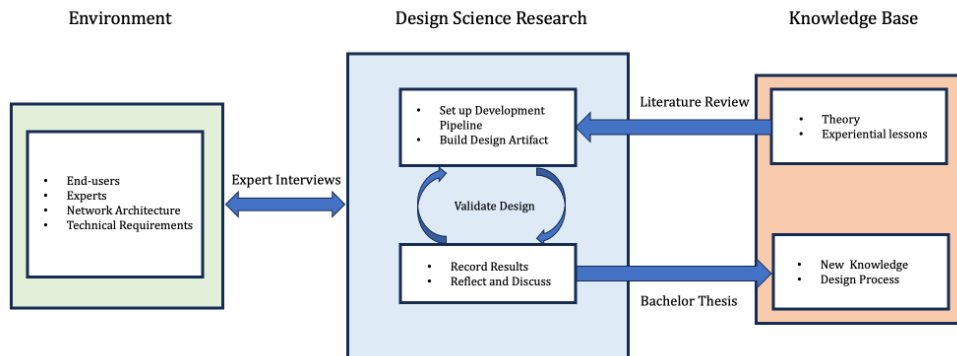 Environment
Design Science Research
Knowledge Base
• Set up Development
Pipeline
• Build Design Artifact
Literature Review
• Theory
• Experiential lessons
• End-users
• Experts
• Network Architecture
• Technical Requirements
Expert Interviews
Validate Design
• Record Results
• Reflect and Discuss
Bachelor Thesis
• New Knowledge
• Design Process